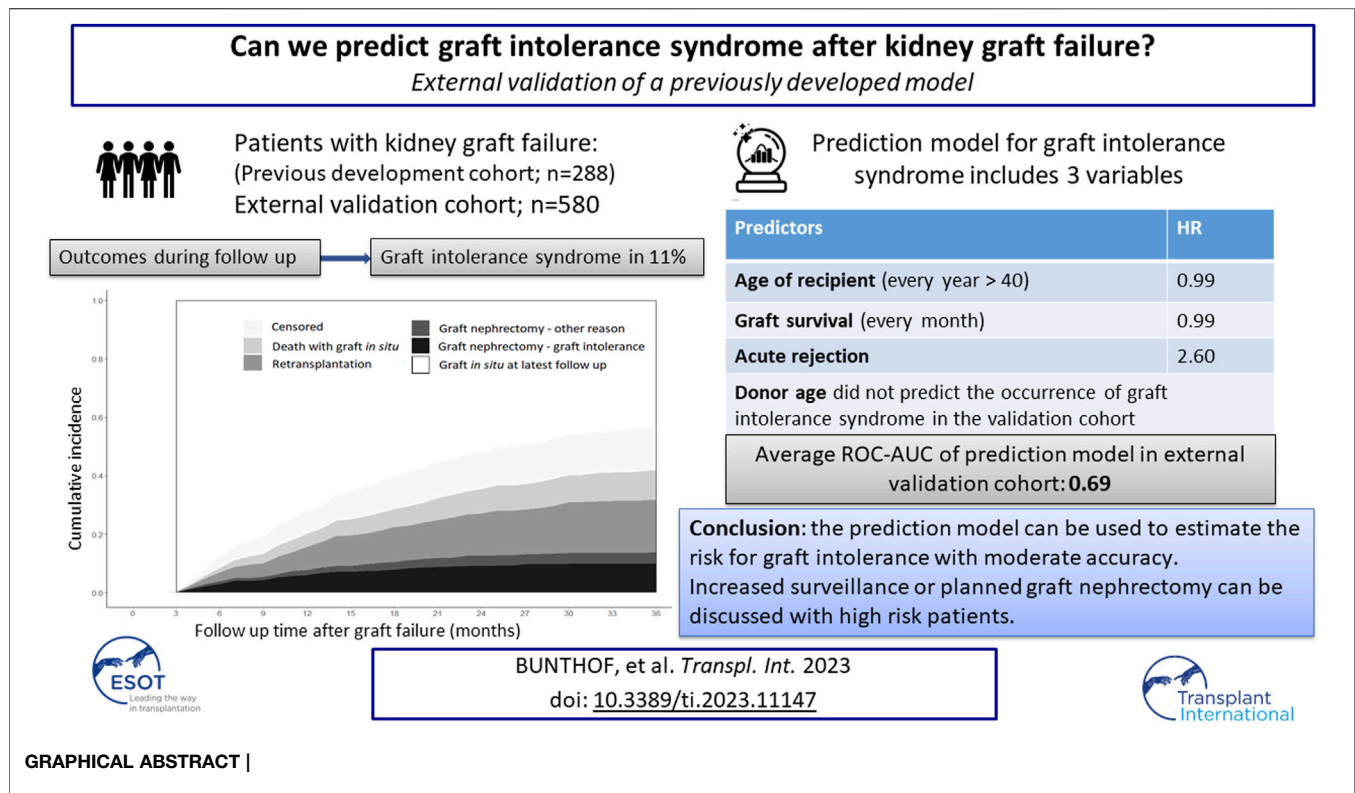 Can we predict graft intolerance syndrome after kidney graft failure?
External validation of a previously developed model
Patients with kidney graft failure:
(Previous development cohort; n=288)
External validation cohort; n=580
Outcomes during follow up
Graft intolerance syndrome in 11%
Cumulative incidence
1.0
0.8
0.6
0.4
0.2
0.0
Censored
Death with graft in situ
Retransplantation
Graft nephrectomy - other reason
Graft nephrectomy - graft intolerance
Graft in situ at latest follow up
0 3 6 9 12 15 18 21 24 27 30 33 36
Follow up time after graft failure (months)
Prediction model for graft intolerance
syndrome includes 3 variables
Predictors HR
Age of recipient (every year > 40) 0.99
Graft survival (every month) 0.99
Acute rejection 2.60
Donor age did not predict the occurrence of graft
intolerance syndrome in the validation cohort
Average ROC-AUC of prediction model in external
validation cohort: 0.69
Conclusion: the prediction model can be used to estimate the
risk for graft intolerance with moderate accuracy.
Increased surveillance or planned graft nephrectomy can be
discussed with high risk patients.
ESOT
Leading the way
in transplantation
BUNTHOF, et al. Transpl. Int. 2023
doi: 10.3389/ti.2023.11147
Transplant
International
GRAPHICAL ABSTRACT |